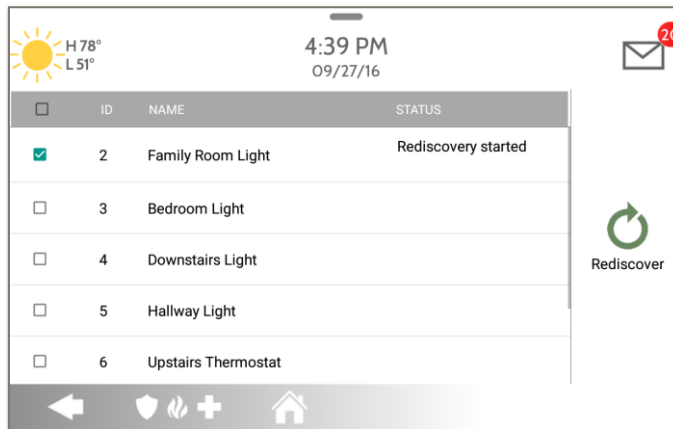 H 78°
L 51°
4:39 PM
09/27/16
20
ID NAME STATUS
2 Family Room Light Rediscovery started
3 Bedroom Light
4 Downstairs Light
5 Hallway Light
6 Upstairs Thermostat
Rediscover